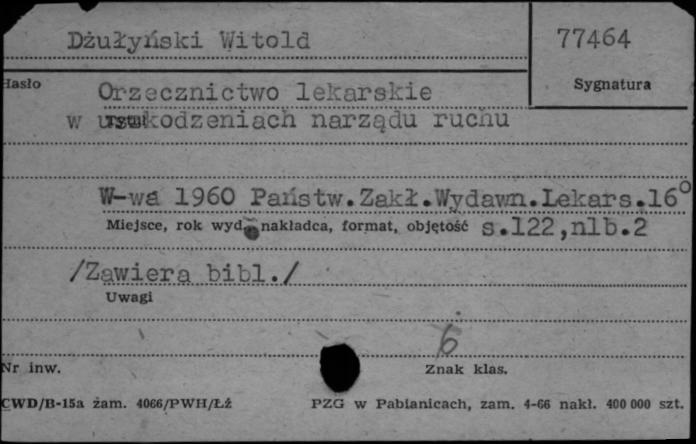 Dżułyński Witold
77464
Hasło
Sygnatura
Orzecznictwo lekarskie
w uszkodzeniach narządu ruchu
W-wa 1960 Państw.Zakł.Wydawn.Lekars.16°
Miejsce, rok wyd. nakładca, format, objętość s.122,nlb.2
/Zawiera bibl./
Uwagi
6
Nr inw.
Znak klas.
CWD/B-15a zam. 4066/PWH/Łź
PZG w Pabianicach, zam. 4-66 nakł. 400 000 szt.